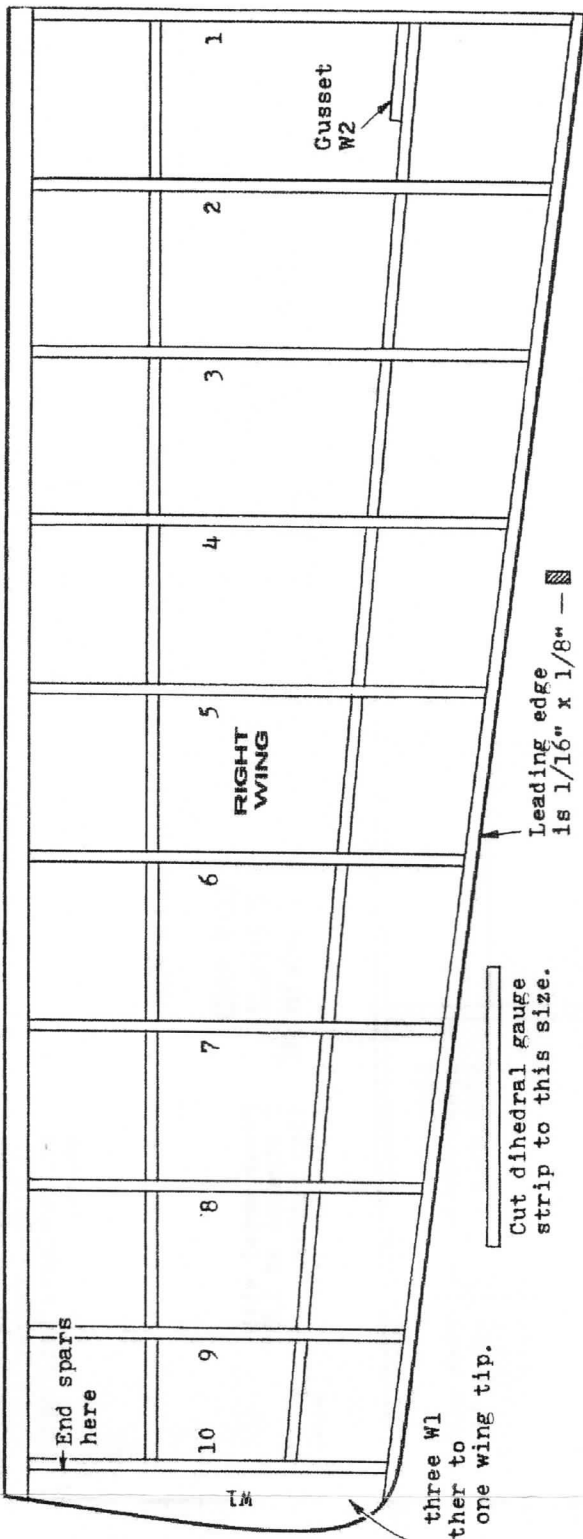 1
Gusset
W2
2
3
4
5
RIGHT
WING
6
7
8
9
End spars
here
10
W1
Leading edge
is 1/16" x 1/8" —
Cut dihedral gauge
strip to this size.
three W1
ther to
one wing tip.